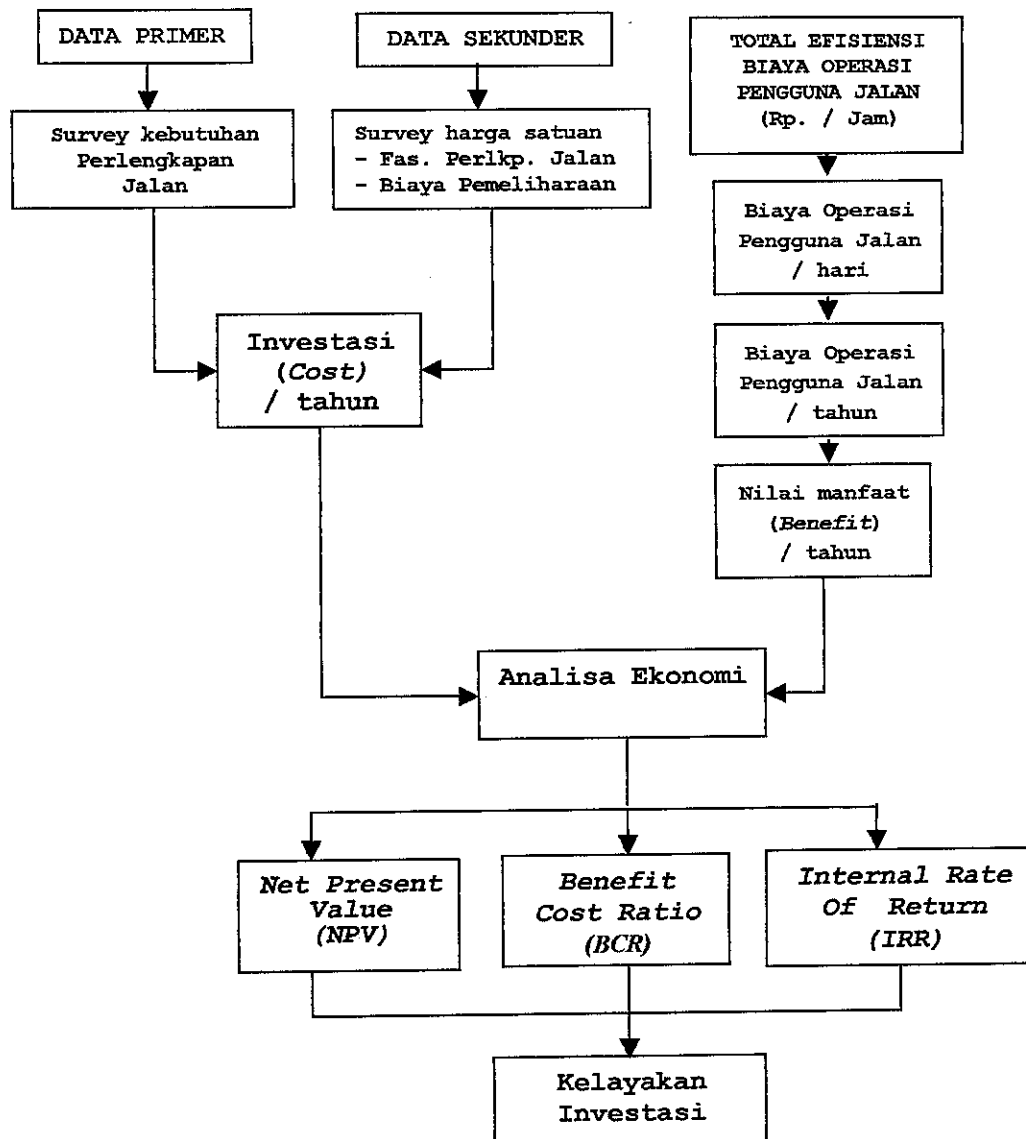 DATA PRIMER
DATA SEKUNDER
TOTAL EFISIENSI
BIAYA OPERASI
PENGGUNA JALAN
(Rp. / Jam)
Survey kebutuhan
Perlengkapan
Jalan
Survey harga satuan
- Fas. Perlkp. Jalan
- Biaya Pemeliharaan
Biaya Operasi
Pengguna Jalan
/ hari
Investasi
(Cost)
/ tahun
Biaya Operasi
Pengguna Jalan
/ tahun
Nilai manfaat
(Benefit)
/ tahun
Analisa Ekonomi
Net Present
Value
(NPV)
Benefit
Cost Ratio
(BCR)
Internal Rate
Of Return
(IRR)
Kelayakan
Investasi